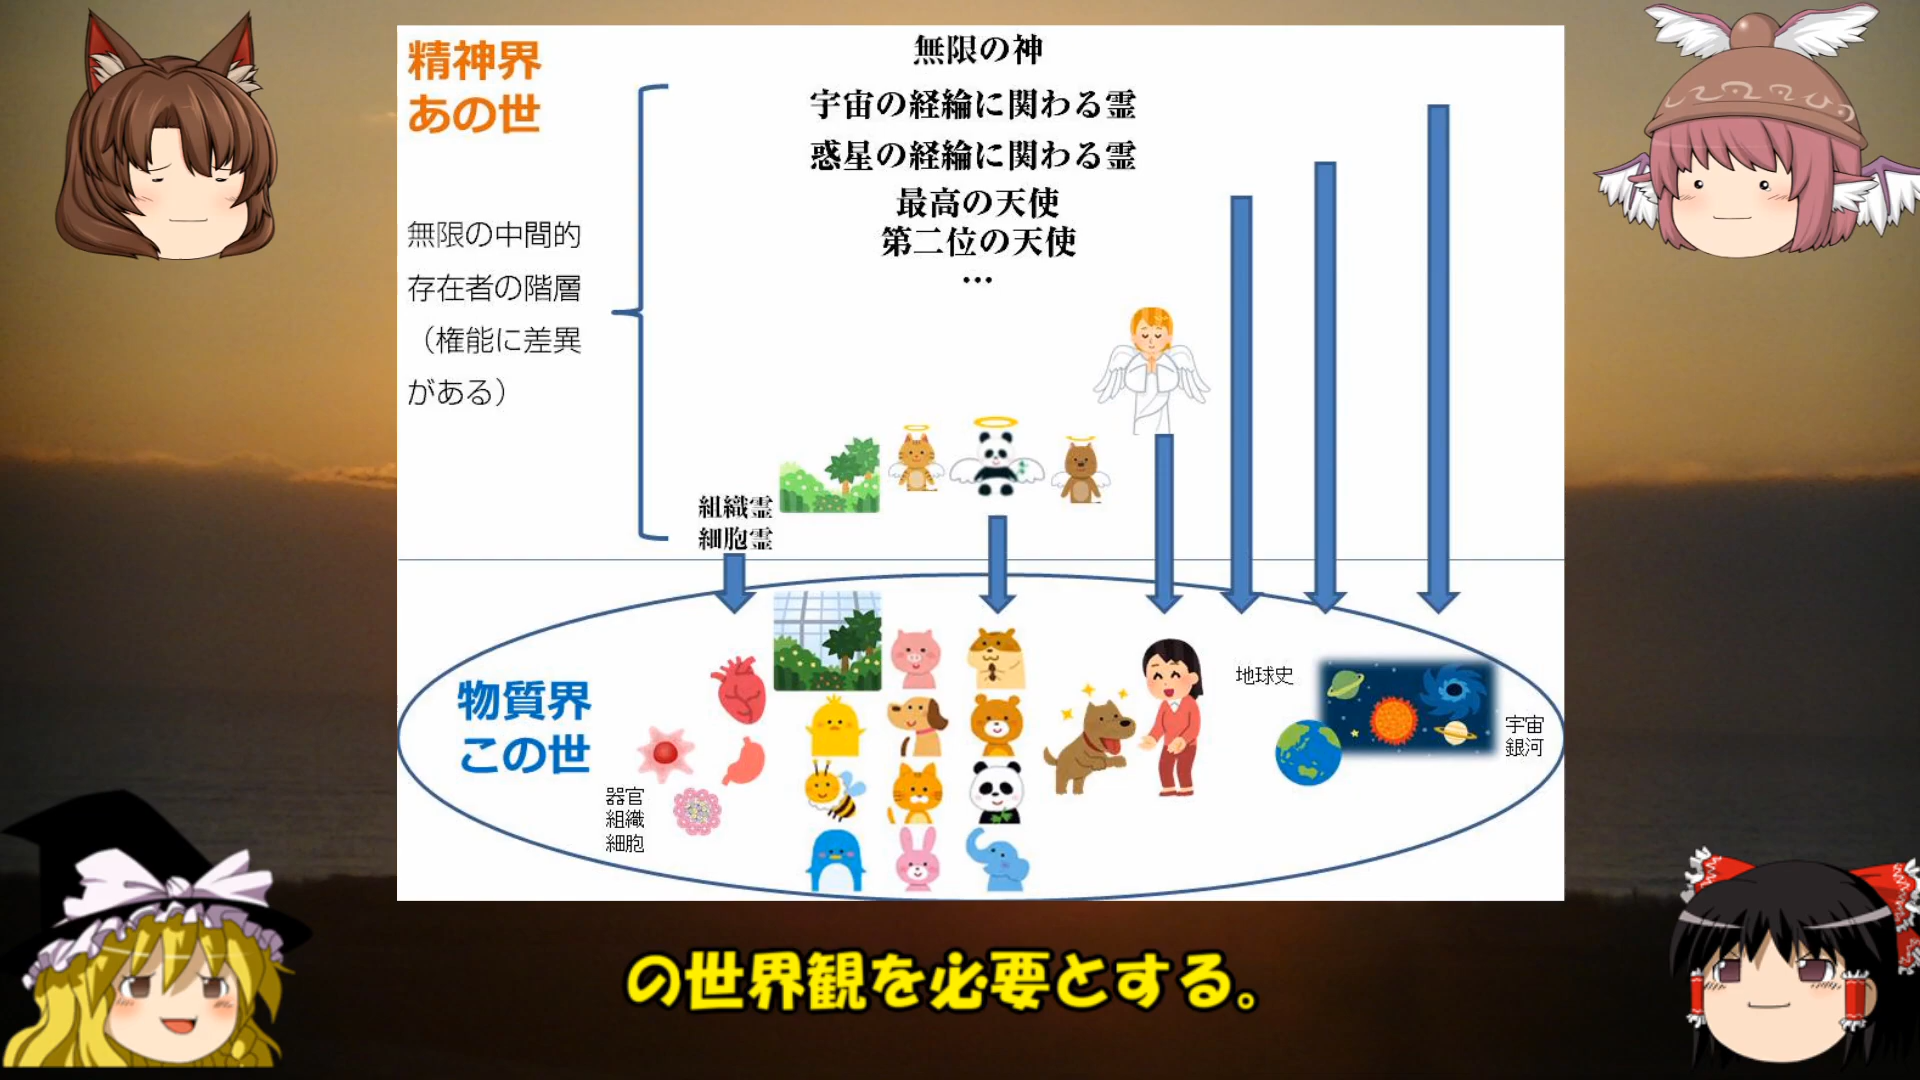 精神界
あの世
無限の神
宇宙の経綸に関わる霊
惑星の経綸に関わる霊
最高の天使
第二位の天使
…
無限の中間的
存在者の階層
（権能に差異
がある）
組織霊
細胞霊
物質界
この世
器官
組織
細胞
地球史
宇宙
銀河
の世界観を必要とする。